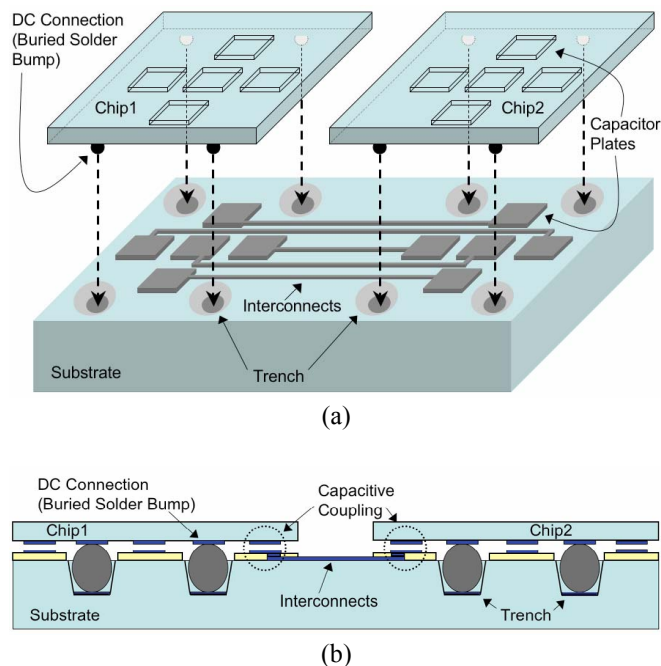 DC Connection
(Buried Solder
Bump)
Chip1
Chip2
Capacitor
Plates
Interconnects
Substrate
Trench
(a)
DC Connection
(Buried Solder Bump)
Capacitive
Coupling
Chip1
Chip2
Interconnects
Trench
Substrate
(b)